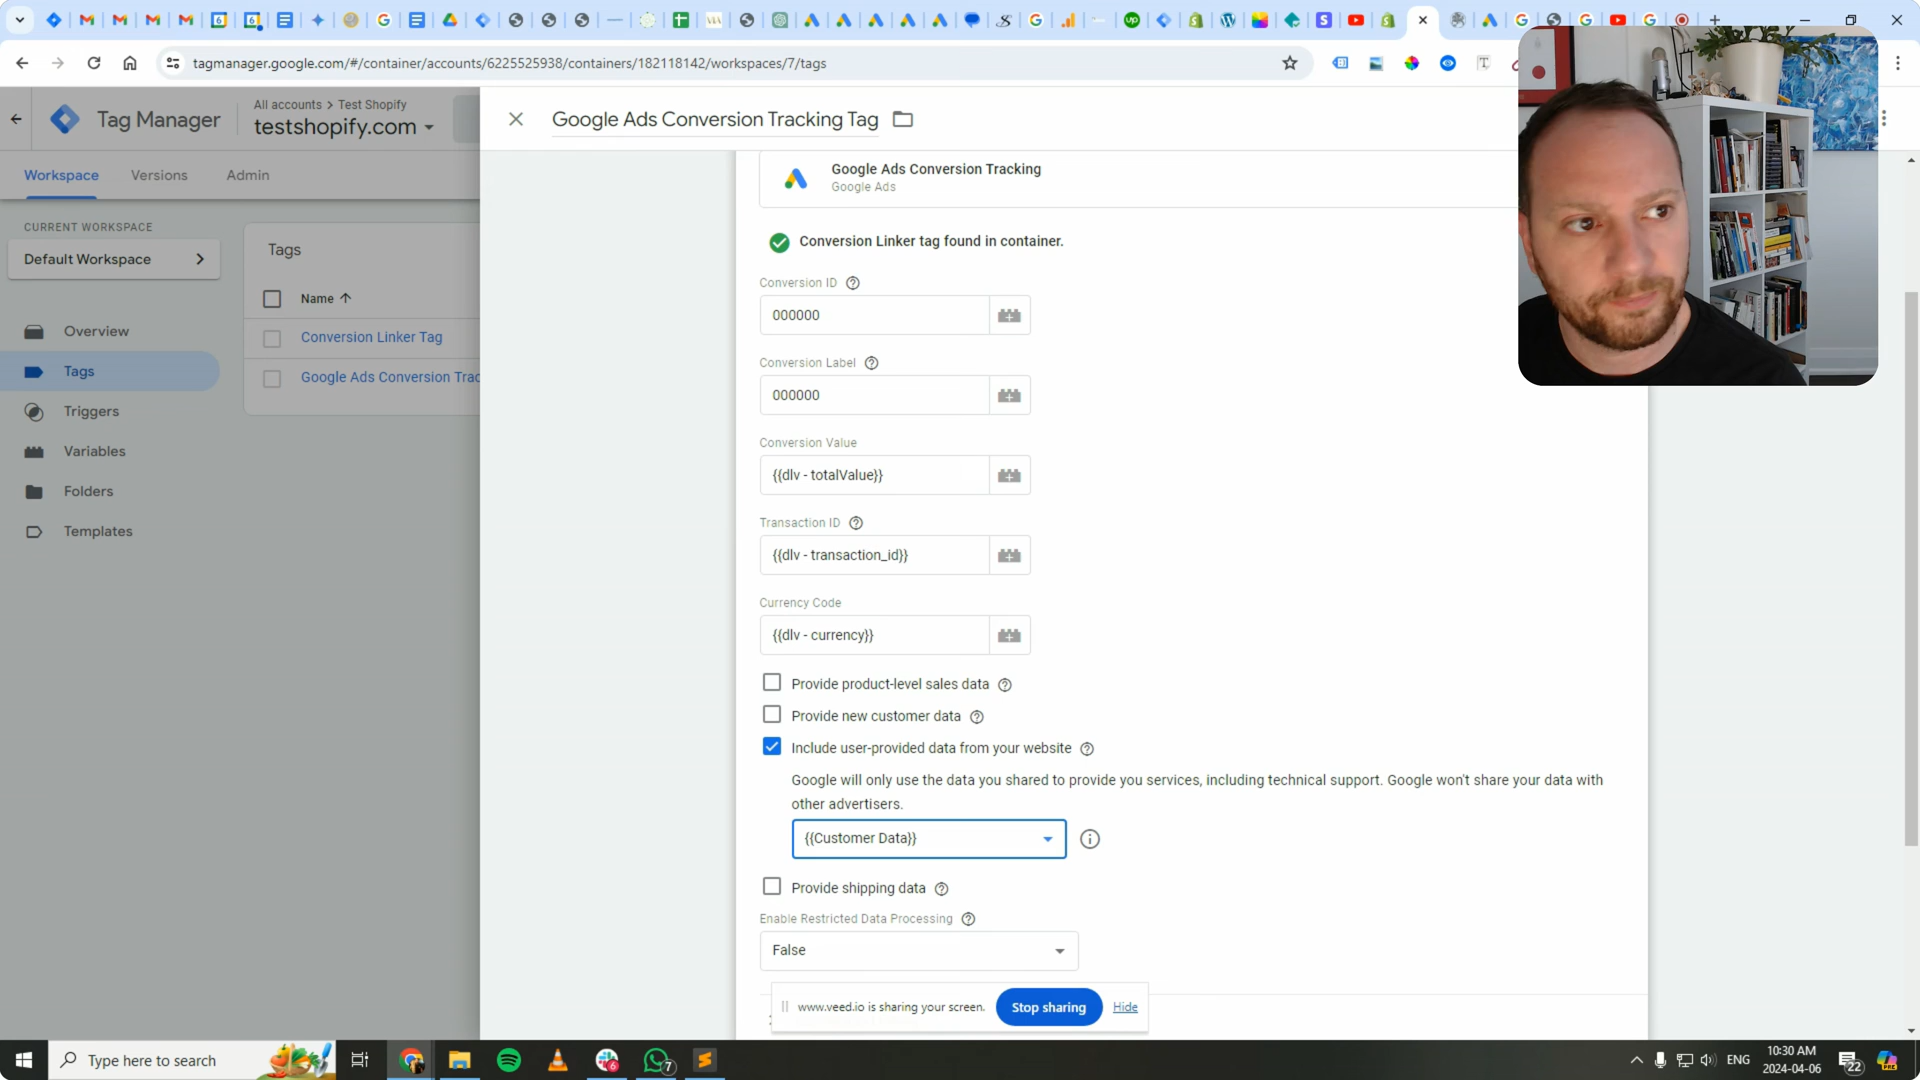 tagmanager.google.com/#/container/accounts/6225525938/containers/182118142/workspaces/7/tags
Tag Manager
All accounts > Test Shopify
testshopify.com
Google Ads Conversion Tracking Tag
Workspace
Versions
Admin
CURRENT WORKSPACE
Default Workspace
Overview
Tags
Triggers
Variables
Folders
Templates
Tags
Name
Conversion Linker Tag
Google Ads Conversion Trac
Google Ads Conversion Tracking
Google Ads
Conversion Linker tag found in container.
Conversion ID
000000
Conversion Label
000000
Conversion Value
{{dlv - totalValue}}
Transaction ID
{{dlv - transaction_id}}
Currency Code
{{dlv - currency}}
Provide product-level sales data
Provide new customer data
Include user-provided data from your website
Google will only use the data you shared to provide you services, including technical support. Google won't share your data with
other advertisers.
{{Customer Data}}
Provide shipping data
Enable Restricted Data Processing
False
www.veed.io is sharing your screen.
Stop sharing
Hide
Type here to search
7
ENG
10:30 AM
2024-04-06
22